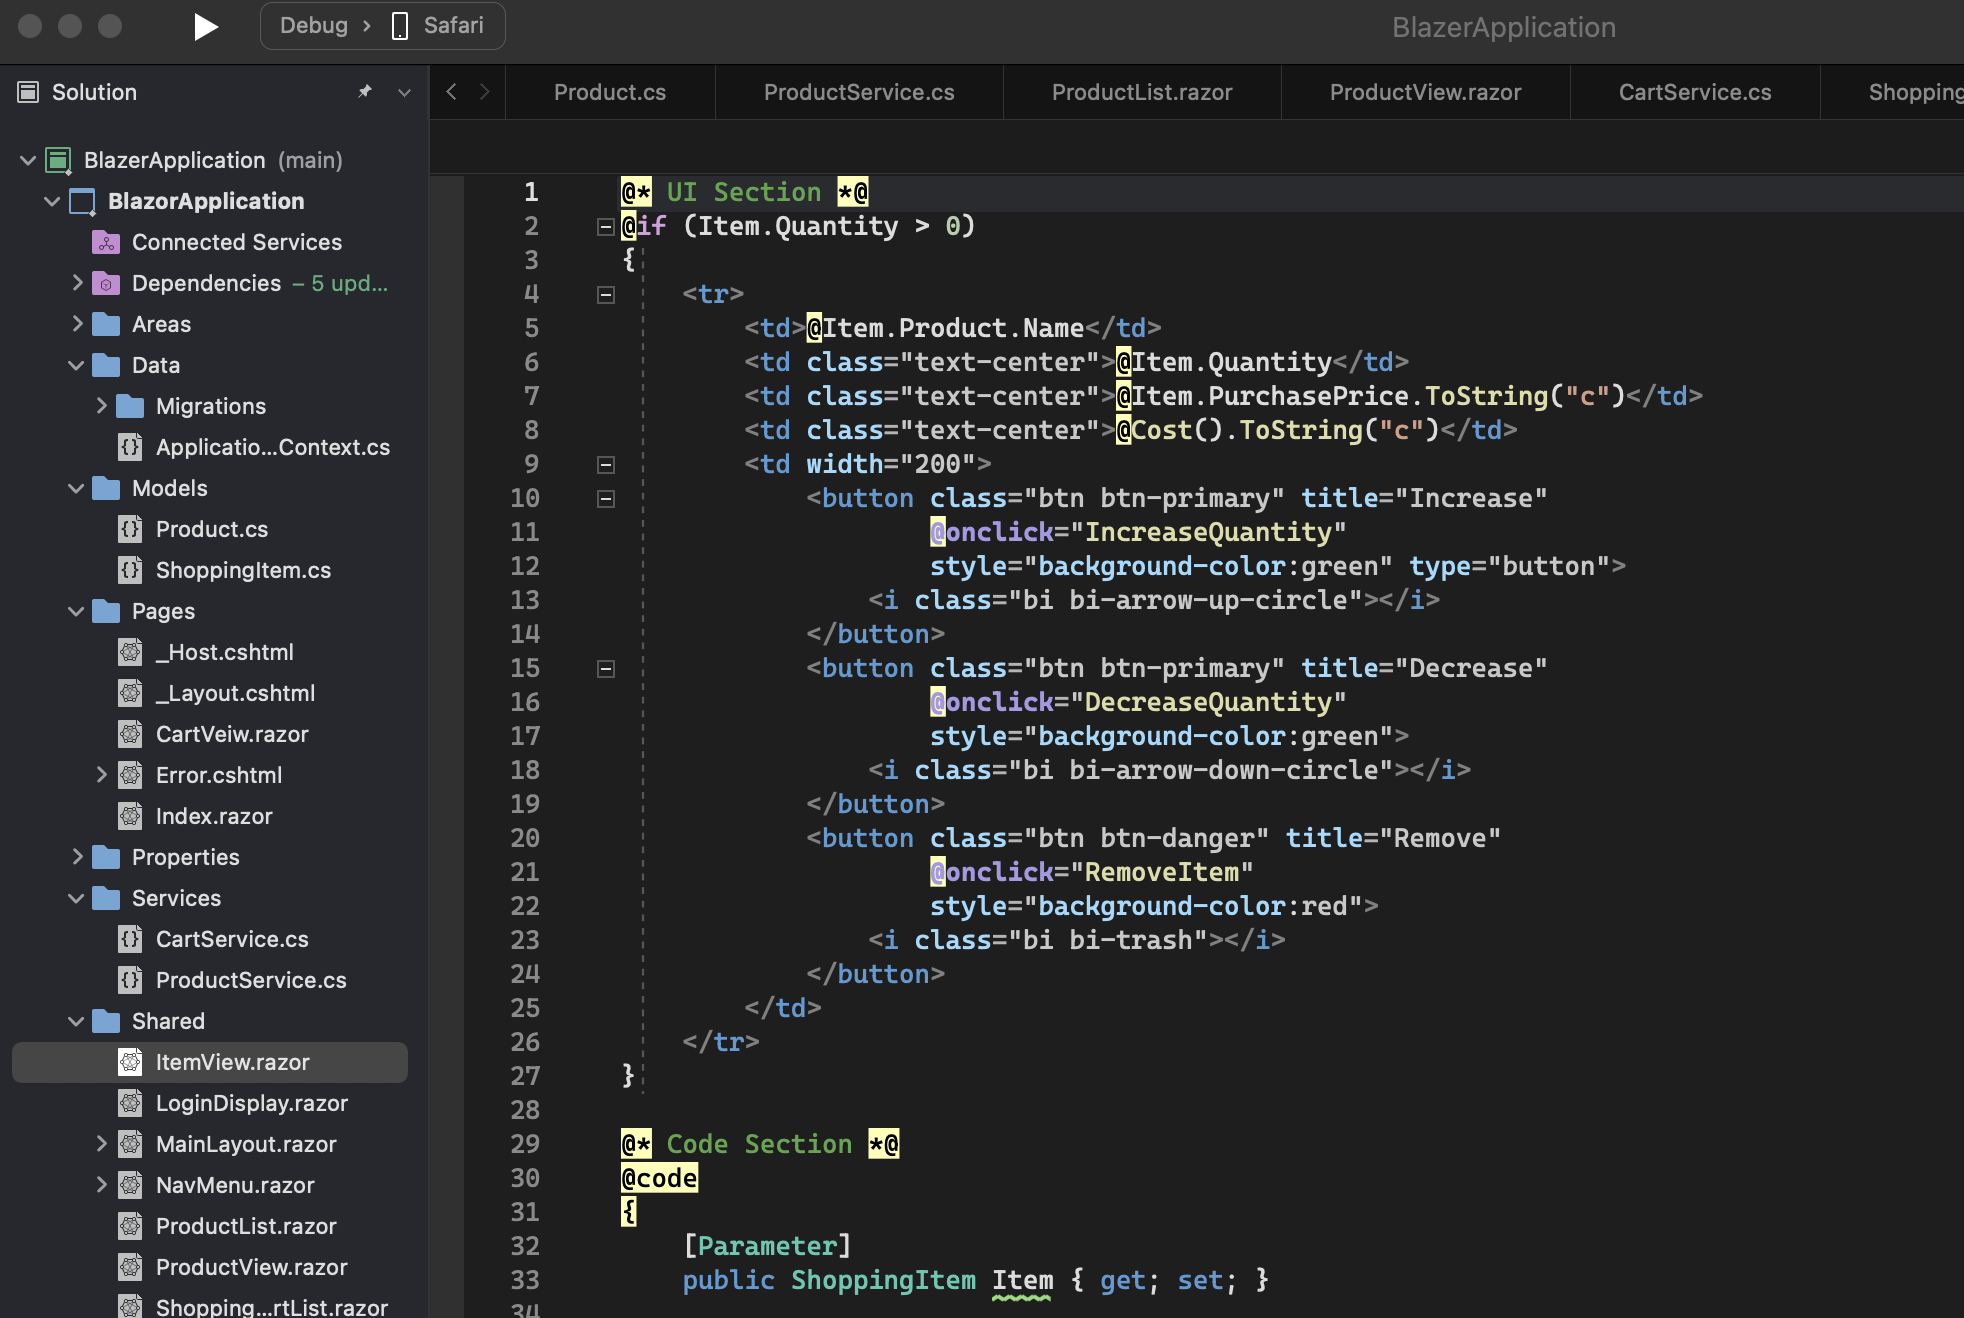 Debug › Safari
BlazerApplication
Solution
Product.cs
ProductService.cs
ProductList.razor
ProductView.razor
CartService.cs
Shopping
BlazerApplication (main)
BlazorApplication
Connected Services
Dependencies – 5 upd...
Areas
Data
Migrations
Applicatio...Context.cs
Models
Product.cs
ShoppingItem.cs
Pages
_Host.cshtml
_Layout.cshtml
CartVeiw.razor
Error.cshtml
Index.razor
Properties
Services
CartService.cs
ProductService.cs
Shared
ItemView.razor
LoginDisplay.razor
MainLayout.razor
NavMenu.razor
ProductList.razor
ProductView.razor
Shopping...rtList.razor
1 @* UI Section *@
2 @if (Item.Quantity > 0)
3 {
4     <tr>
5         <td>@Item.Product.Name</td>
6         <td class="text-center">@Item.Quantity</td>
7         <td class="text-center">@Item.PurchasePrice.ToString("c")</td>
8         <td class="text-center">@Cost().ToString("c")</td>
9         <td width="200">
10             <button class="btn btn-primary" title="Increase"
11                     @onclick="IncreaseQuantity"
12                     style="background-color:green" type="button">
13                 <i class="bi bi-arrow-up-circle"></i>
14             </button>
15             <button class="btn btn-primary" title="Decrease"
16                     @onclick="DecreaseQuantity"
17                     style="background-color:green">
18                 <i class="bi bi-arrow-down-circle"></i>
19             </button>
20             <button class="btn btn-danger" title="Remove"
21                     @onclick="RemoveItem"
22                     style="background-color:red">
23                 <i class="bi bi-trash"></i>
24             </button>
25         </td>
26     </tr>
27 }
28
29 @* Code Section *@
30 @code
31 {
32     [Parameter]
33     public ShoppingItem Item { get; set; }
34